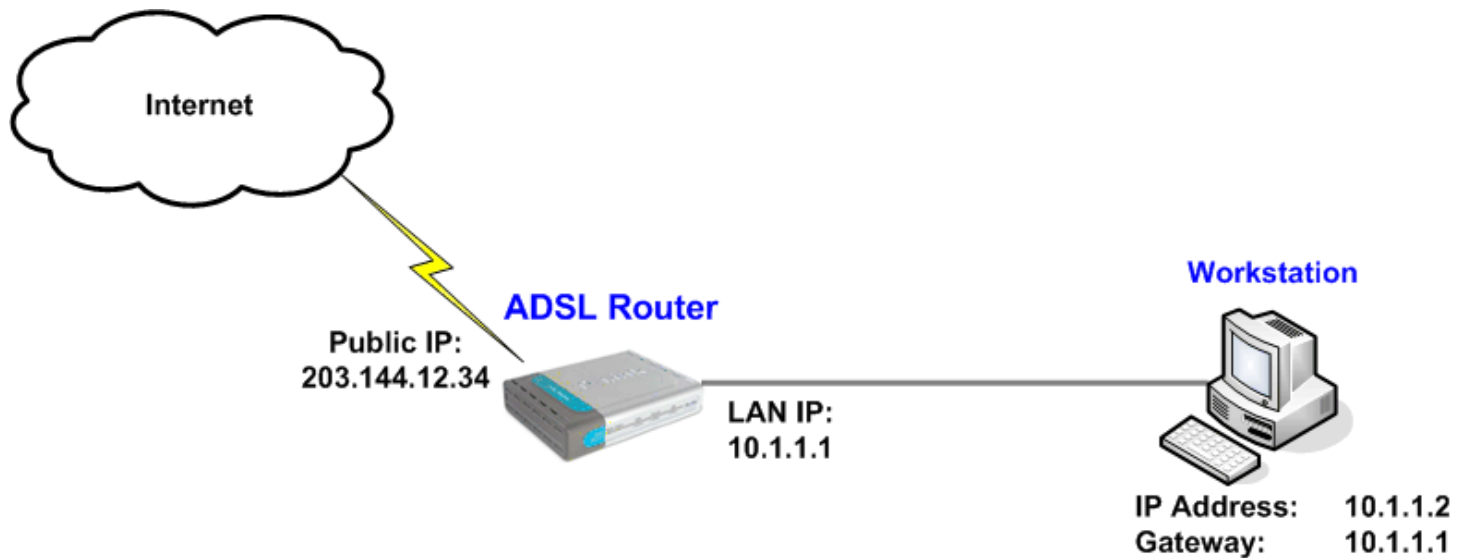 Internet
ADSL Router
Public IP:
203.144.12.34
LAN IP:
10.1.1.1
Workstation
IP Address: 10.1.1.2
Gateway: 10.1.1.1